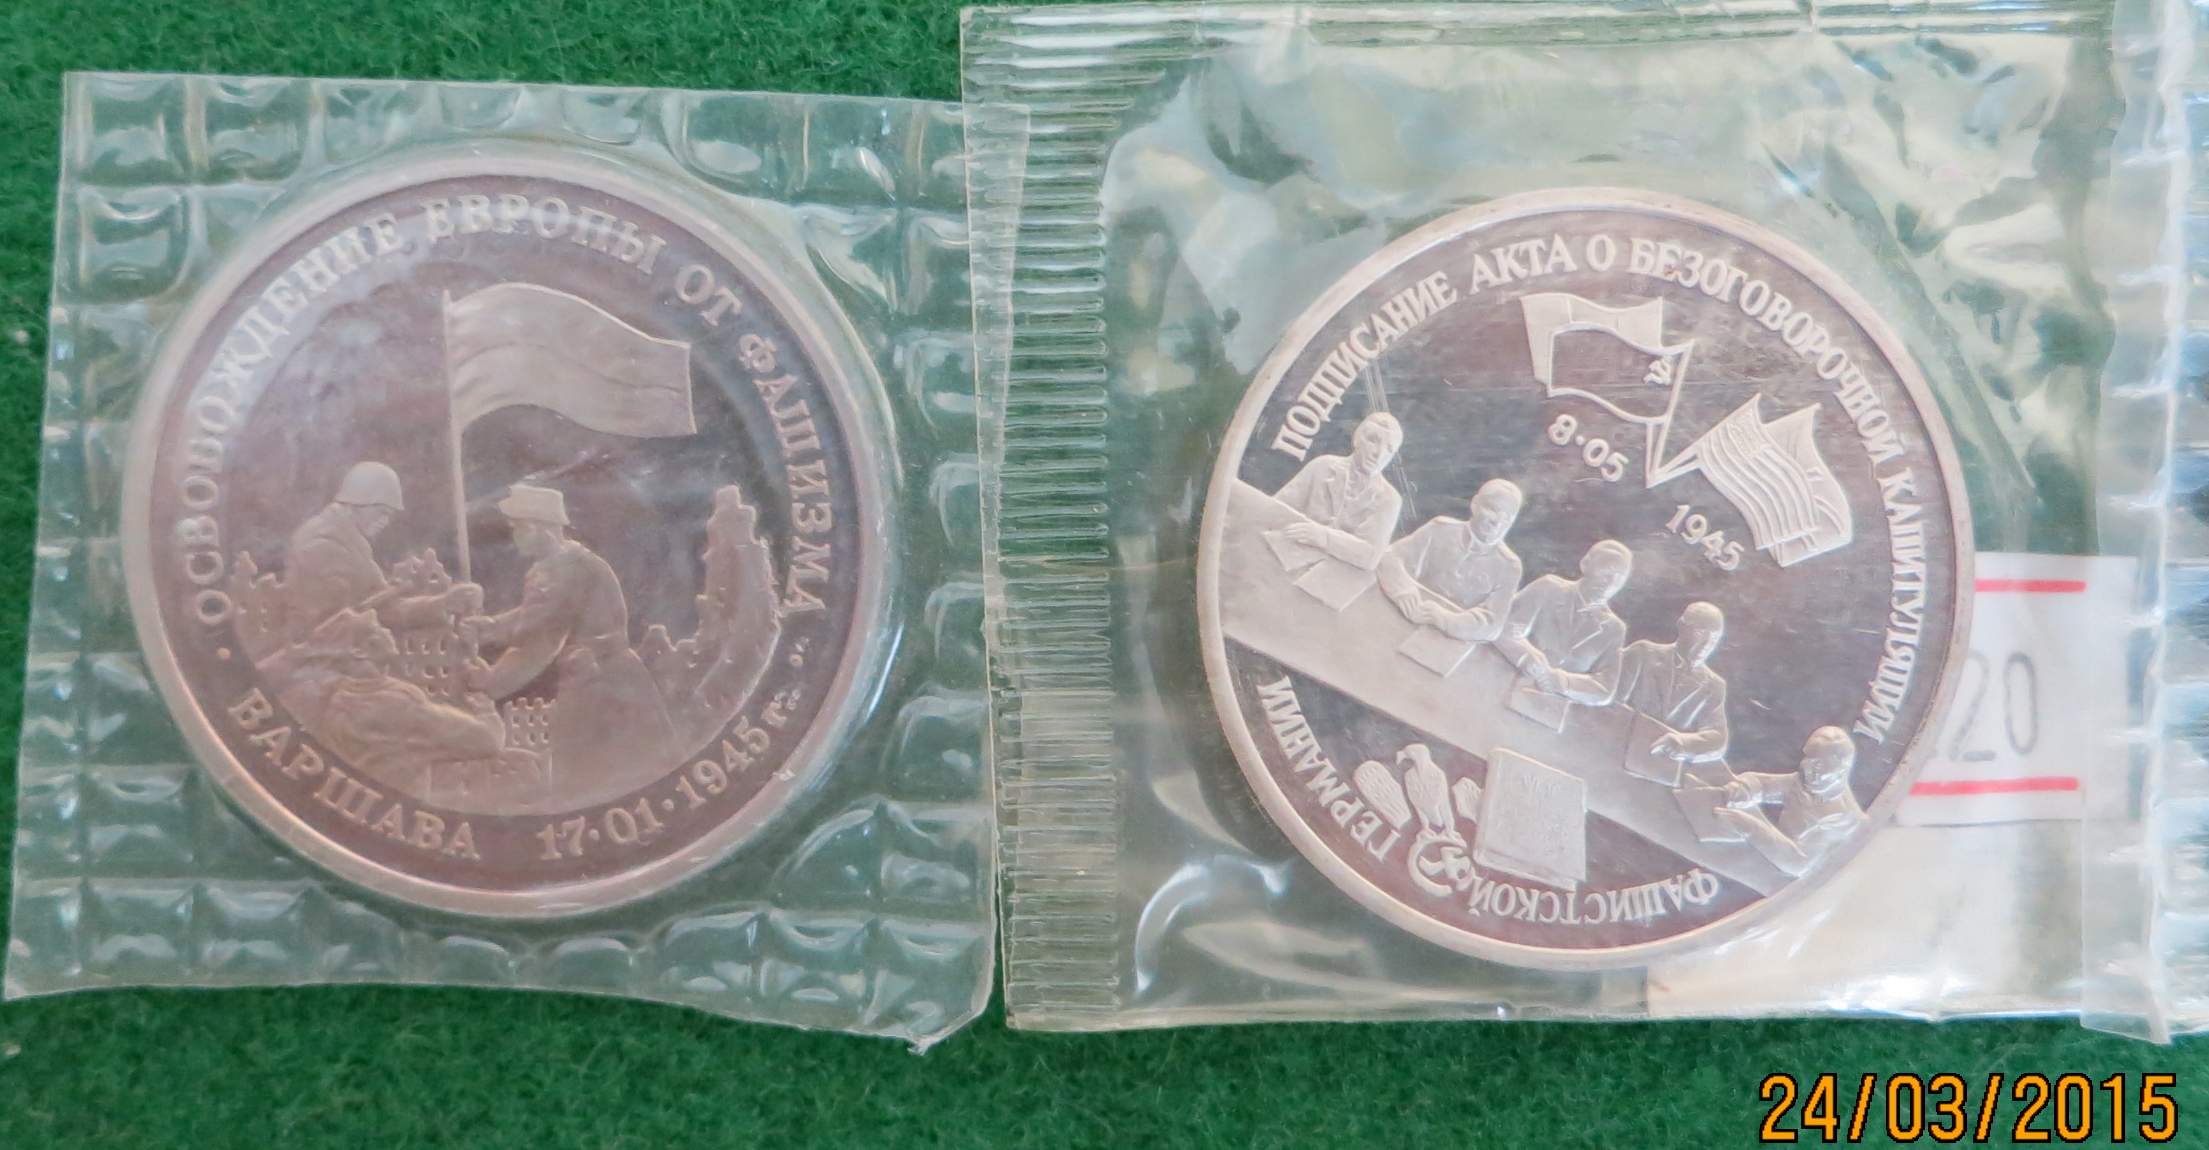 · ОСВОБОЖДЕНИЕ ЕВРОПЫ ОТ ФАШИЗМА ·
ВАРШАВА 17·01·1945 г.
ПОДПИСАНИЕ АКТА О БЕЗОГОВОРОЧНОЙ КАПИТУЛЯЦИИ
ФАШИСТСКОЙ ГЕРМАНИИ
8·05
1945
20
24/03/2015